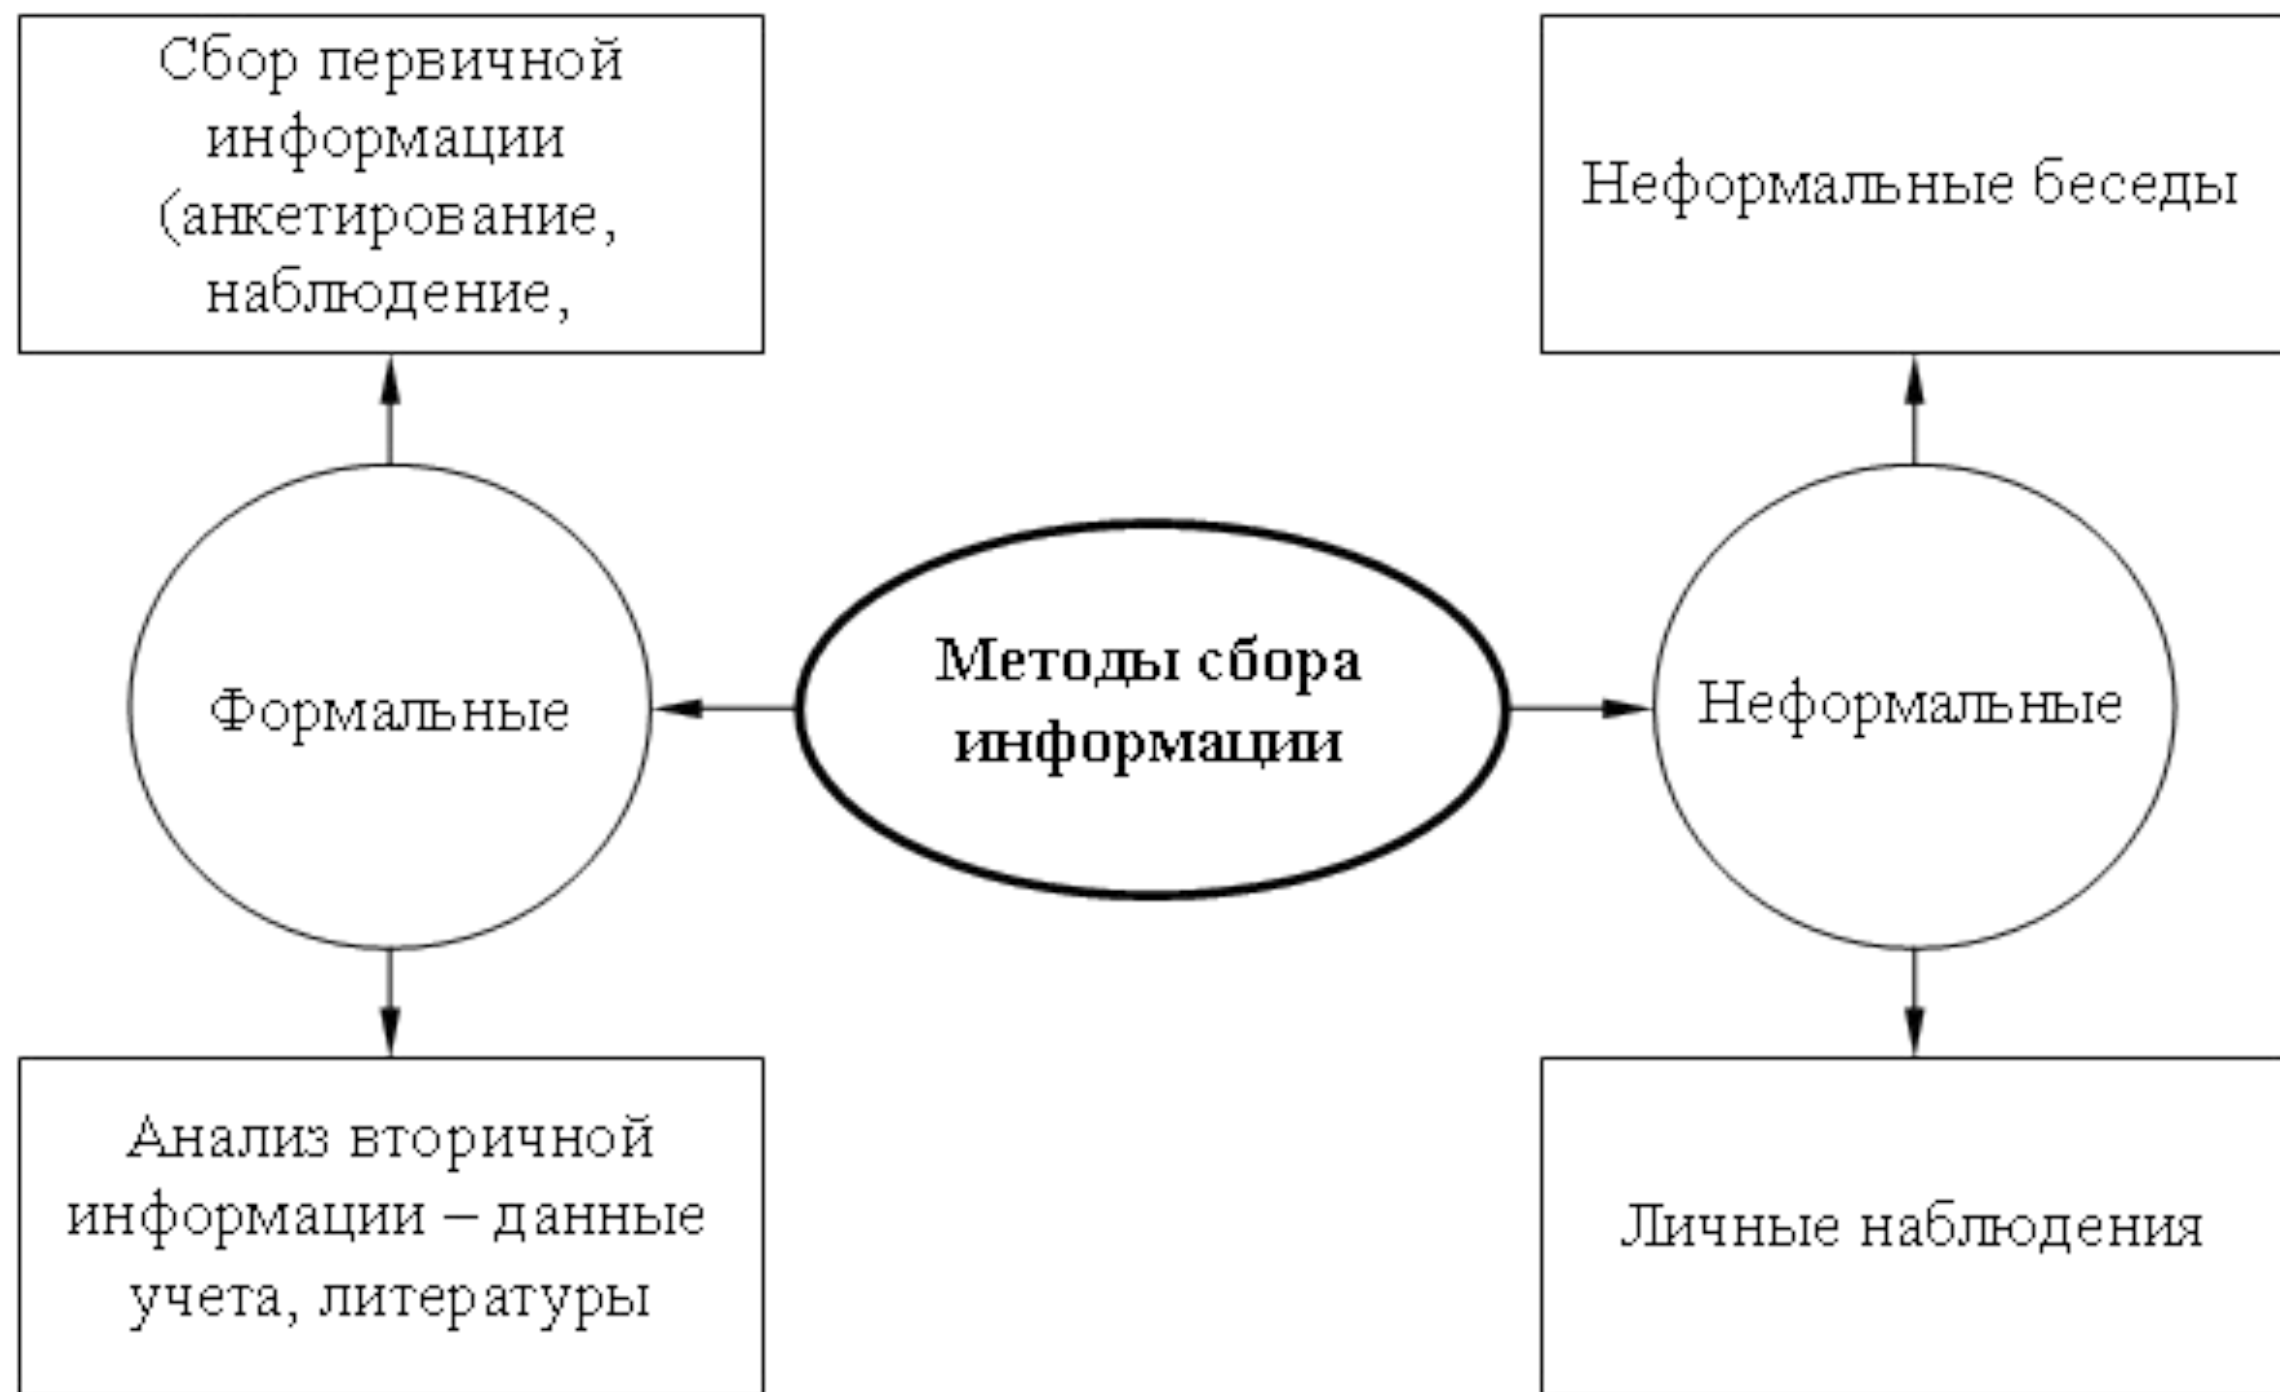 Сбор первичной
информации
(анкетирование,
наблюдение,
Неформальные беседы
Формальные
Методы сбора
информации
Неформальные
Анализ вторичной
информации – данные
учета, литературы
Личные наблюдения